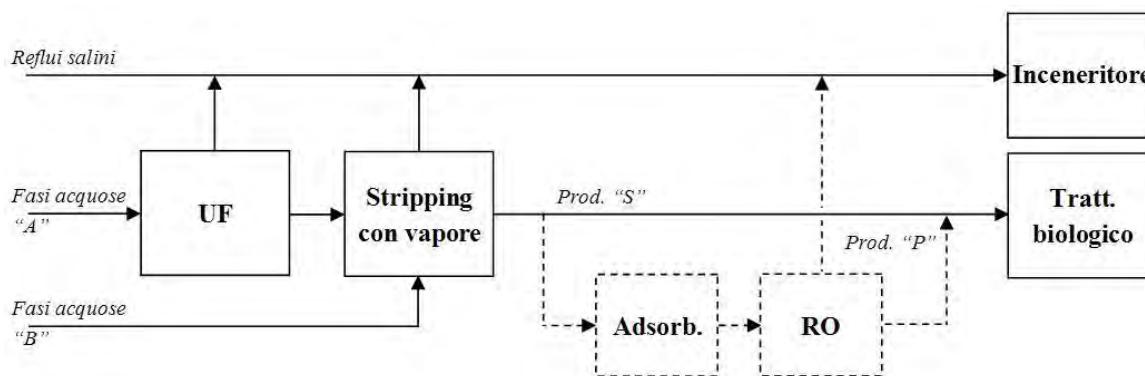 Reflui salini
Inceneritore
Fasi acquose
“A”
UF
Stripping
con vapore
Prod. “S”
Tratt.
biologico
Prod. “P”
Fasi acquose
“B”
Adsorb.
RO